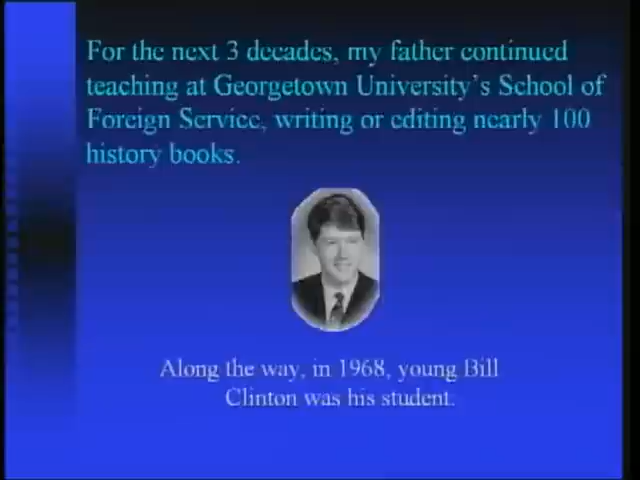 For the next 3 decades, my father continued
teaching at Georgetown University's School of
Foreign Service, writing or editing nearly 100
history books.
Along the way, in 1968, young Bill
Clinton was his student.